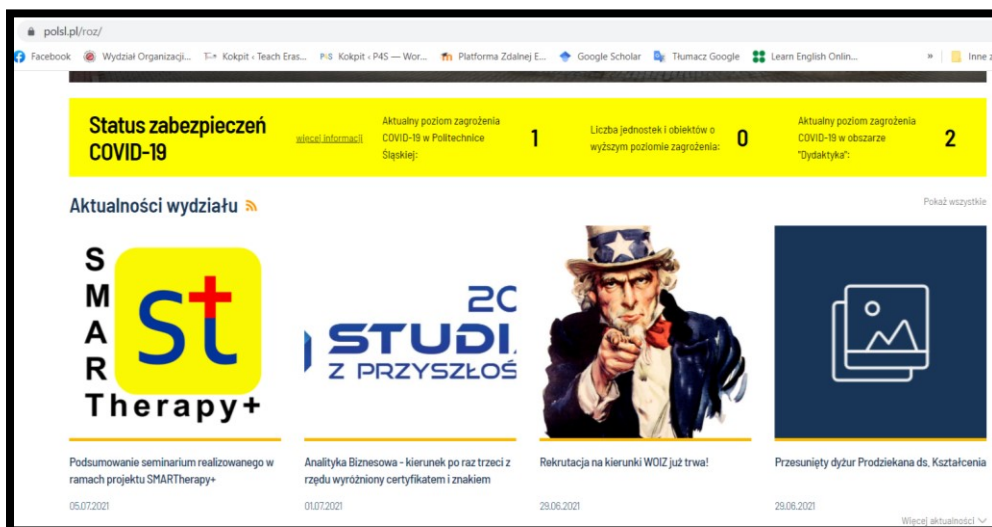 polsl.pl/roz/
Facebook
Wydział Organizacji...
Kokpit ‹ Teach Eras...
P4S Kokpit ‹ P4S — Wor...
Platforma Zdalnej E...
Google Scholar
Tłumacz Google
Learn English Onlin...
»
Inne z
Status zabezpieczeń
COVID-19
więcej informacji
Aktualny poziom zagrożenia
COVID-19 w Politechnice
Śląskiej:
1
Liczba jednostek i obiektów o
wyższym poziomie zagrożenia:
0
Aktualny poziom zagrożenia
COVID-19 w obszarze
"Dydaktyka":
2
Aktualności wydziału
Pokaż wszystkie
SMART
st
Therapy+
20
STUDI
Z PRZYSZŁOŚ
Podsumowanie seminarium realizowanego w
ramach projektu SMARTherapy+
05.07.2021
Analityka Biznesowa - kierunek po raz trzeci z
rzędu wyróżniony certyfikatem i znakiem
01.07.2021
Rekrutacja na kierunki WOIZ już trwa!
29.06.2021
Przesunięty dyżur Prodziekana ds. Kształcenia
29.06.2021
Więcej aktualności